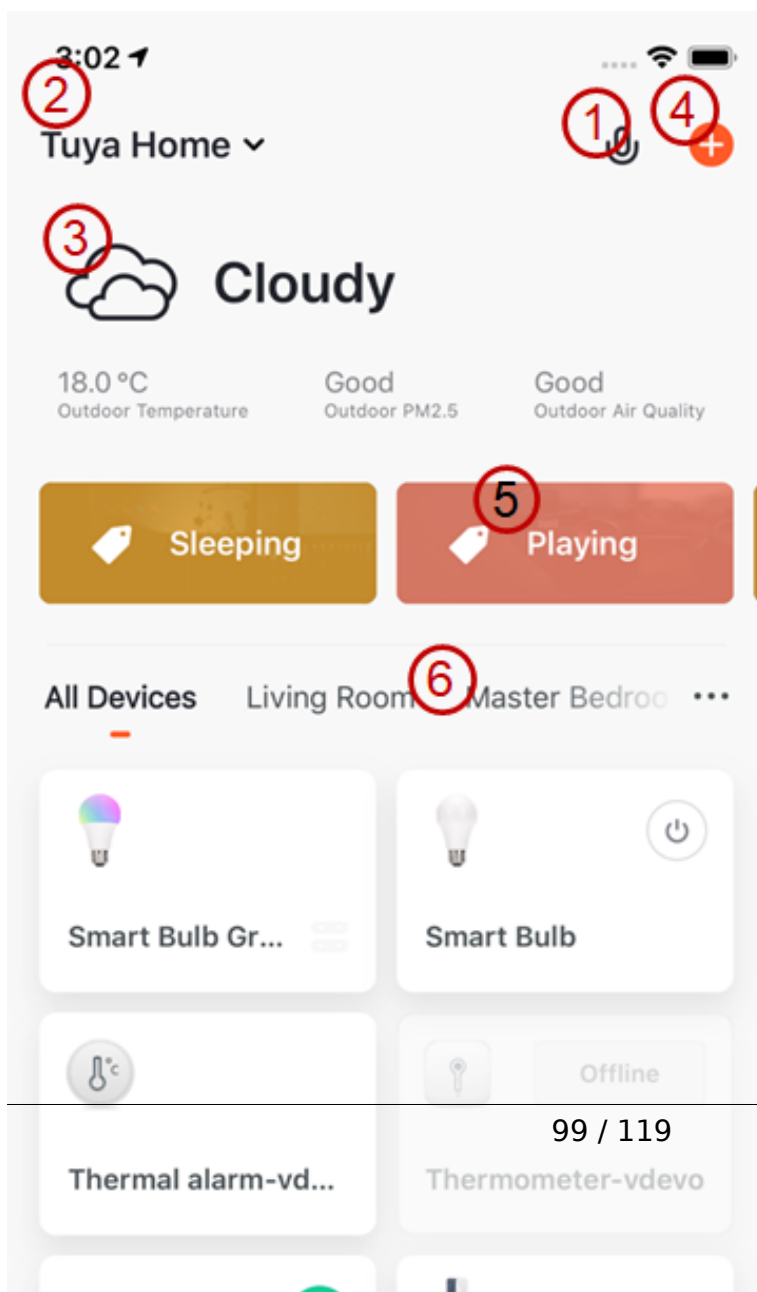 3:02
2
1
4
Tuya Home
3
Cloudy
18.0 °C Good Good
Outdoor Temperature Outdoor PM2.5 Outdoor Air Quality
5
Sleeping Playing
6
All Devices Living Room Master Bedroo
Smart Bulb Gr... Smart Bulb
°C
Offline
99 / 119
Thermal alarm-vd... Thermometer-vdevo